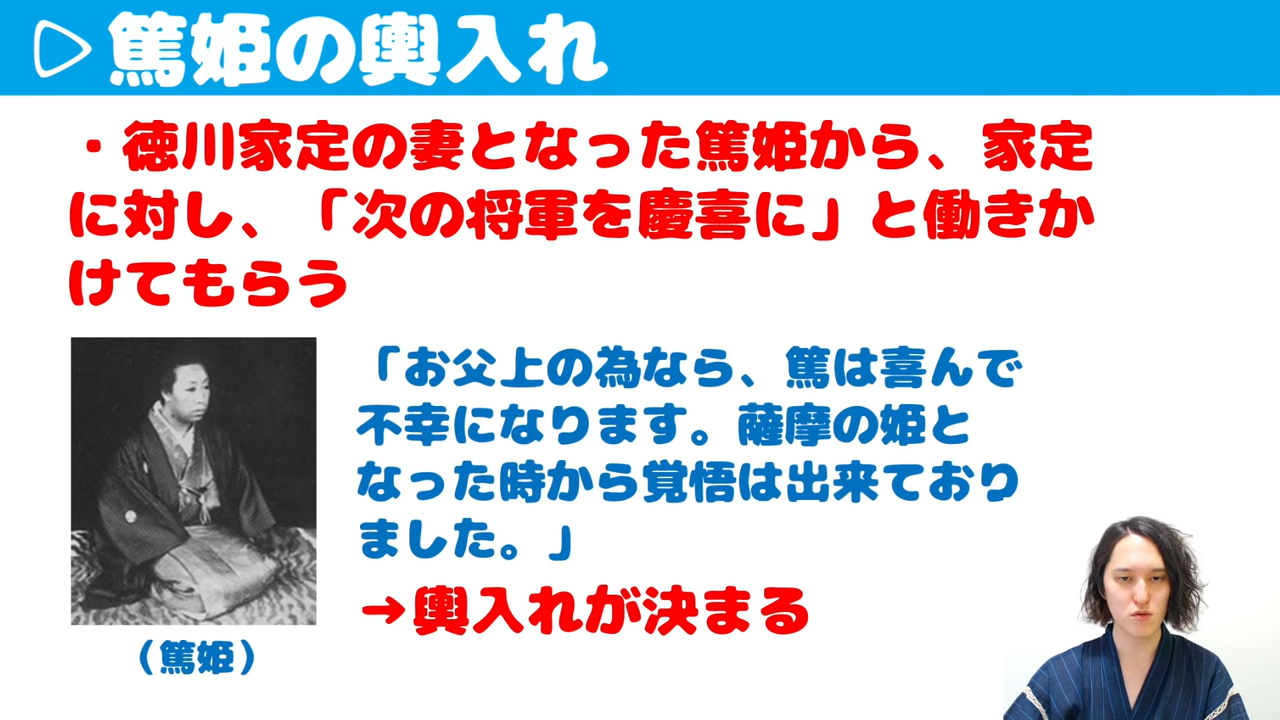 篤姫の輿入れ
・徳川家定の妻となった篤姫から、家定
に対し、「次の将軍を慶喜に」と働きか
けてもらう
「お父上の為なら、篤は喜んで
不幸になります。薩摩の姫と
なった時から覚悟は出来ており
ました。」
→輿入れが決まる
（篤姫）